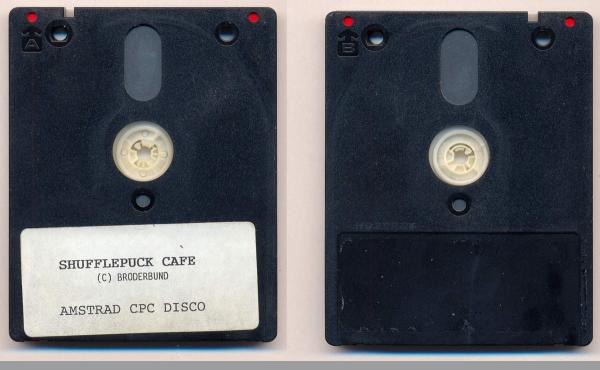 A
SHUFFLEPUCK CAFE
(C) BRODERBUND
AMSTRAD CPC DISCO
B